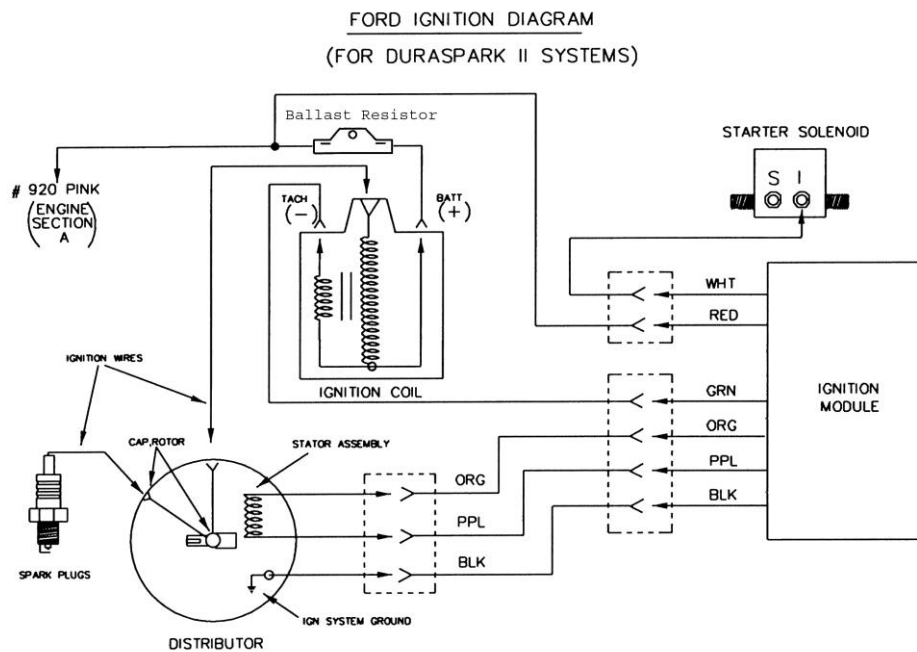 FORD IGNITION DIAGRAM
(FOR DURASPARK II SYSTEMS)
Ballast Resistor
STARTER SOLENOID
S I
# 920 PINK
(ENGINE
SECTION
A)
TACH
(-)
BATT
(+)
WHT
RED
IGNITION WIRES
IGNITION COIL
GRN
IGNITION
MODULE
ORG
CAP,ROTOR
STATOR ASSEMBLY
PPL
ORG
BLK
PPL
BLK
SPARK PLUGS
IGN SYSTEM GROUND
DISTRIBUTOR